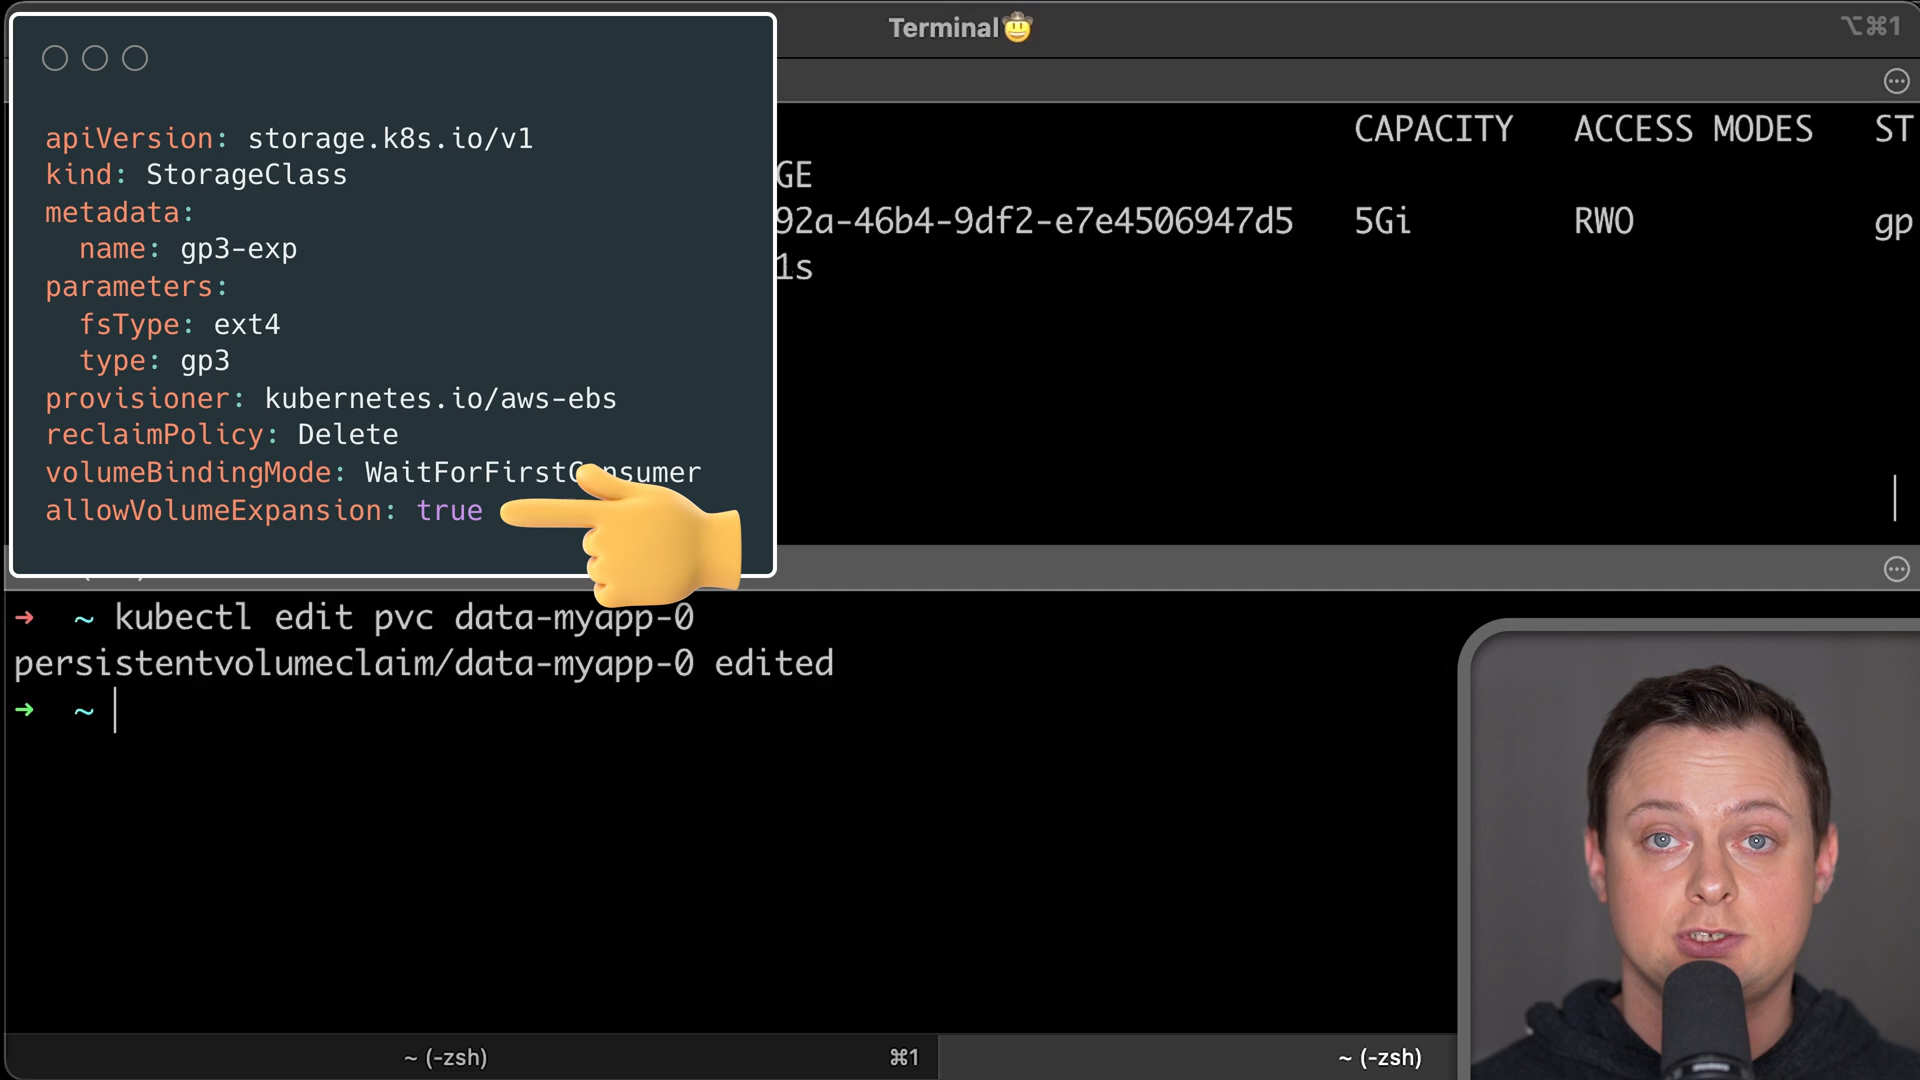 Terminal
⌥⌘1
apiVersion: storage.k8s.io/v1
kind: StorageClass
metadata:
  name: gp3-exp
parameters:
  fsType: ext4
  type: gp3
provisioner: kubernetes.io/aws-ebs
reclaimPolicy: Delete
volumeBindingMode: WaitForFirstConsumer
allowVolumeExpansion: true
CAPACITY   ACCESS MODES   ST
GE
92a-46b4-9df2-e7e4506947d5   5Gi   RWO   gp
1s
➜  ~ kubectl edit pvc data-myapp-0
persistentvolumeclaim/data-myapp-0 edited
➜  ~
~ (-zsh)
⌘1
~ (-zsh)